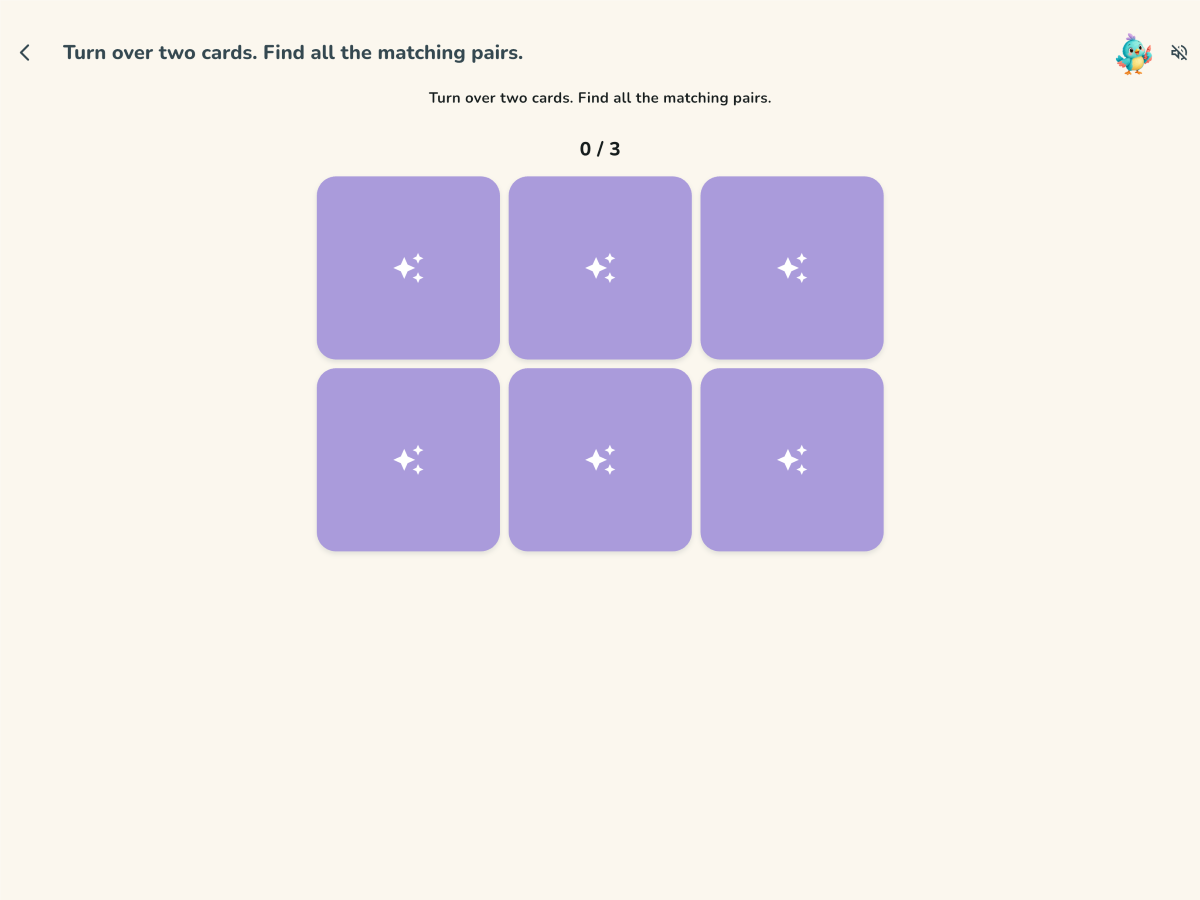 Turn over two cards. Find all the matching pairs.
Turn over two cards. Find all the matching pairs.
0 / 3